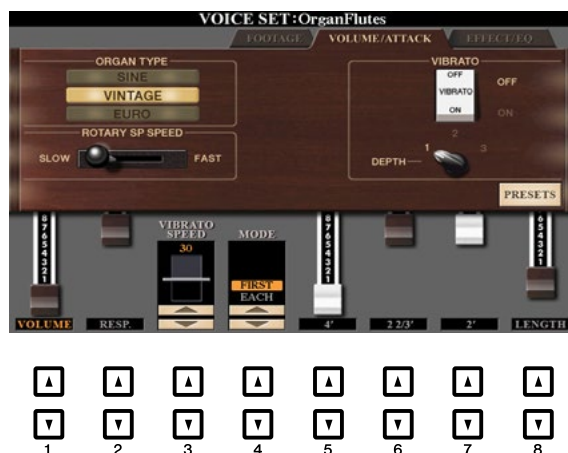 VOICE SET:OrganFlutes
FOOTAGE VOLUME/ATTACK EFFECT/EQ
ORGAN TYPE
SINE
VINTAGE
EURO
ROTARY SP SPEED
SLOW FAST
VIBRATO
OFF
VIBRATO
ON
OFF
ON
DEPTH
1 2 3
PRESETS
8 7 6 5 4 3 2 1
VIBRATO
SPEED
30
MODE
FIRST
EACH
8 7 6 5 4 3 2 1
8 7 6 5 4 3 2 1
VOLUME RESP. 4' 2 2/3' 2' LENGTH
1 2 3 4 5 6 7 8